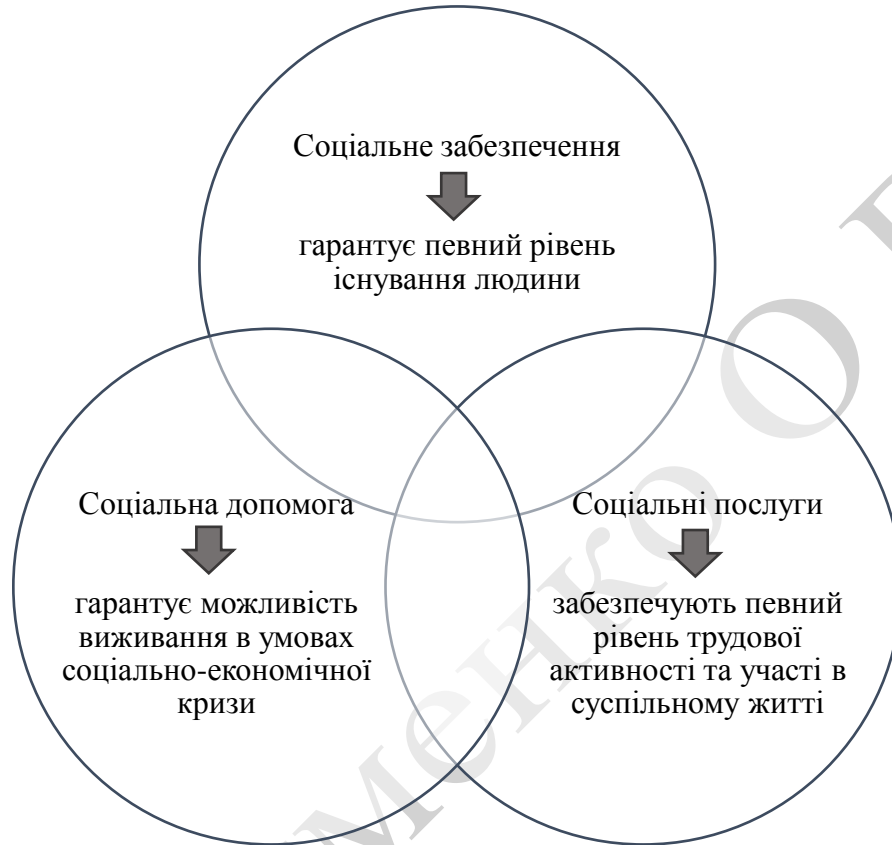 Соціальне забезпечення
гарантує певний рівень
існування людини
Соціальна допомога
гарантує можливість
виживання в умовах
соціально-економічної
кризи
Соціальні послуги
забезпечують певний
рівень трудової
активності та участі в
суспільному житті